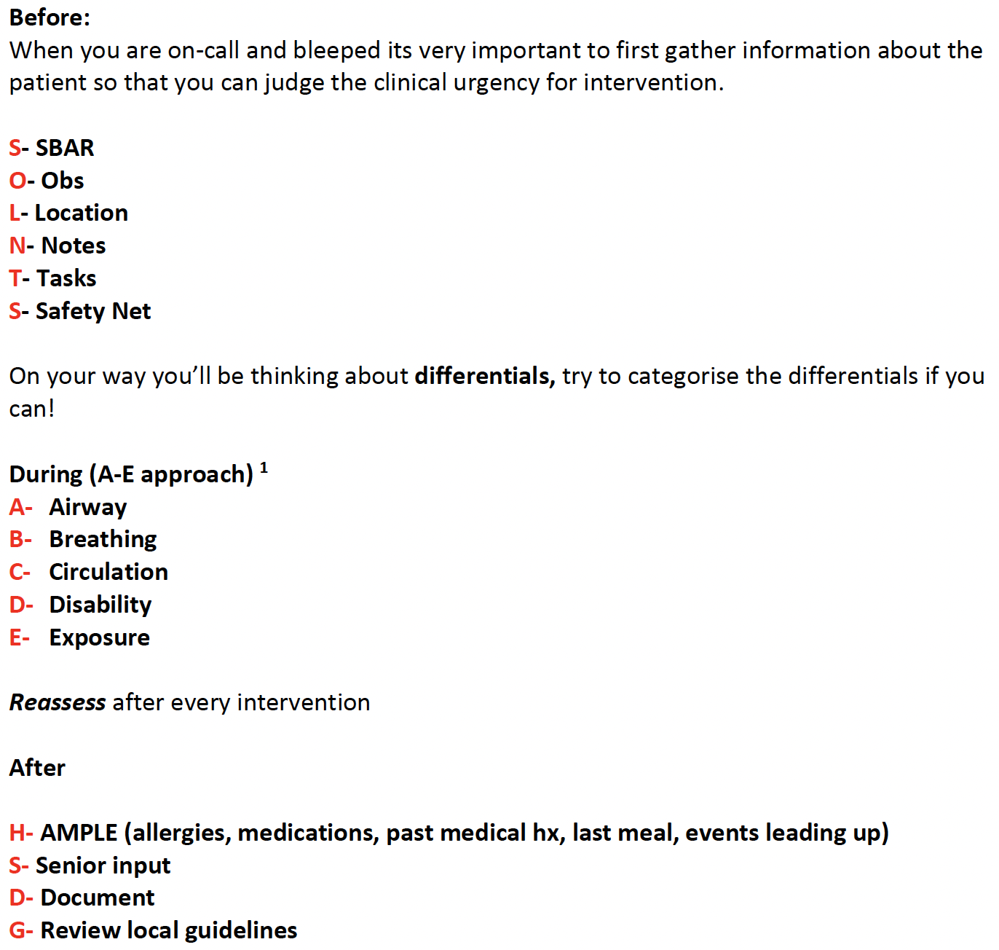 Before:
When you are on-call and bleeped its very important to first gather information about the
patient so that you can judge the clinical urgency for intervention.
S- SBAR
O- Obs
L- Location
N- Notes
T- Tasks
S- Safety Net
On your way you’ll be thinking about differentials, try to categorise the differentials if you
can!
During (A-E approach) 1
A- Airway
B- Breathing
C- Circulation
D- Disability
E- Exposure
Reassess after every intervention
After
H- AMPLE (allergies, medications, past medical hx, last meal, events leading up)
S- Senior input
D- Document
G- Review local guidelines